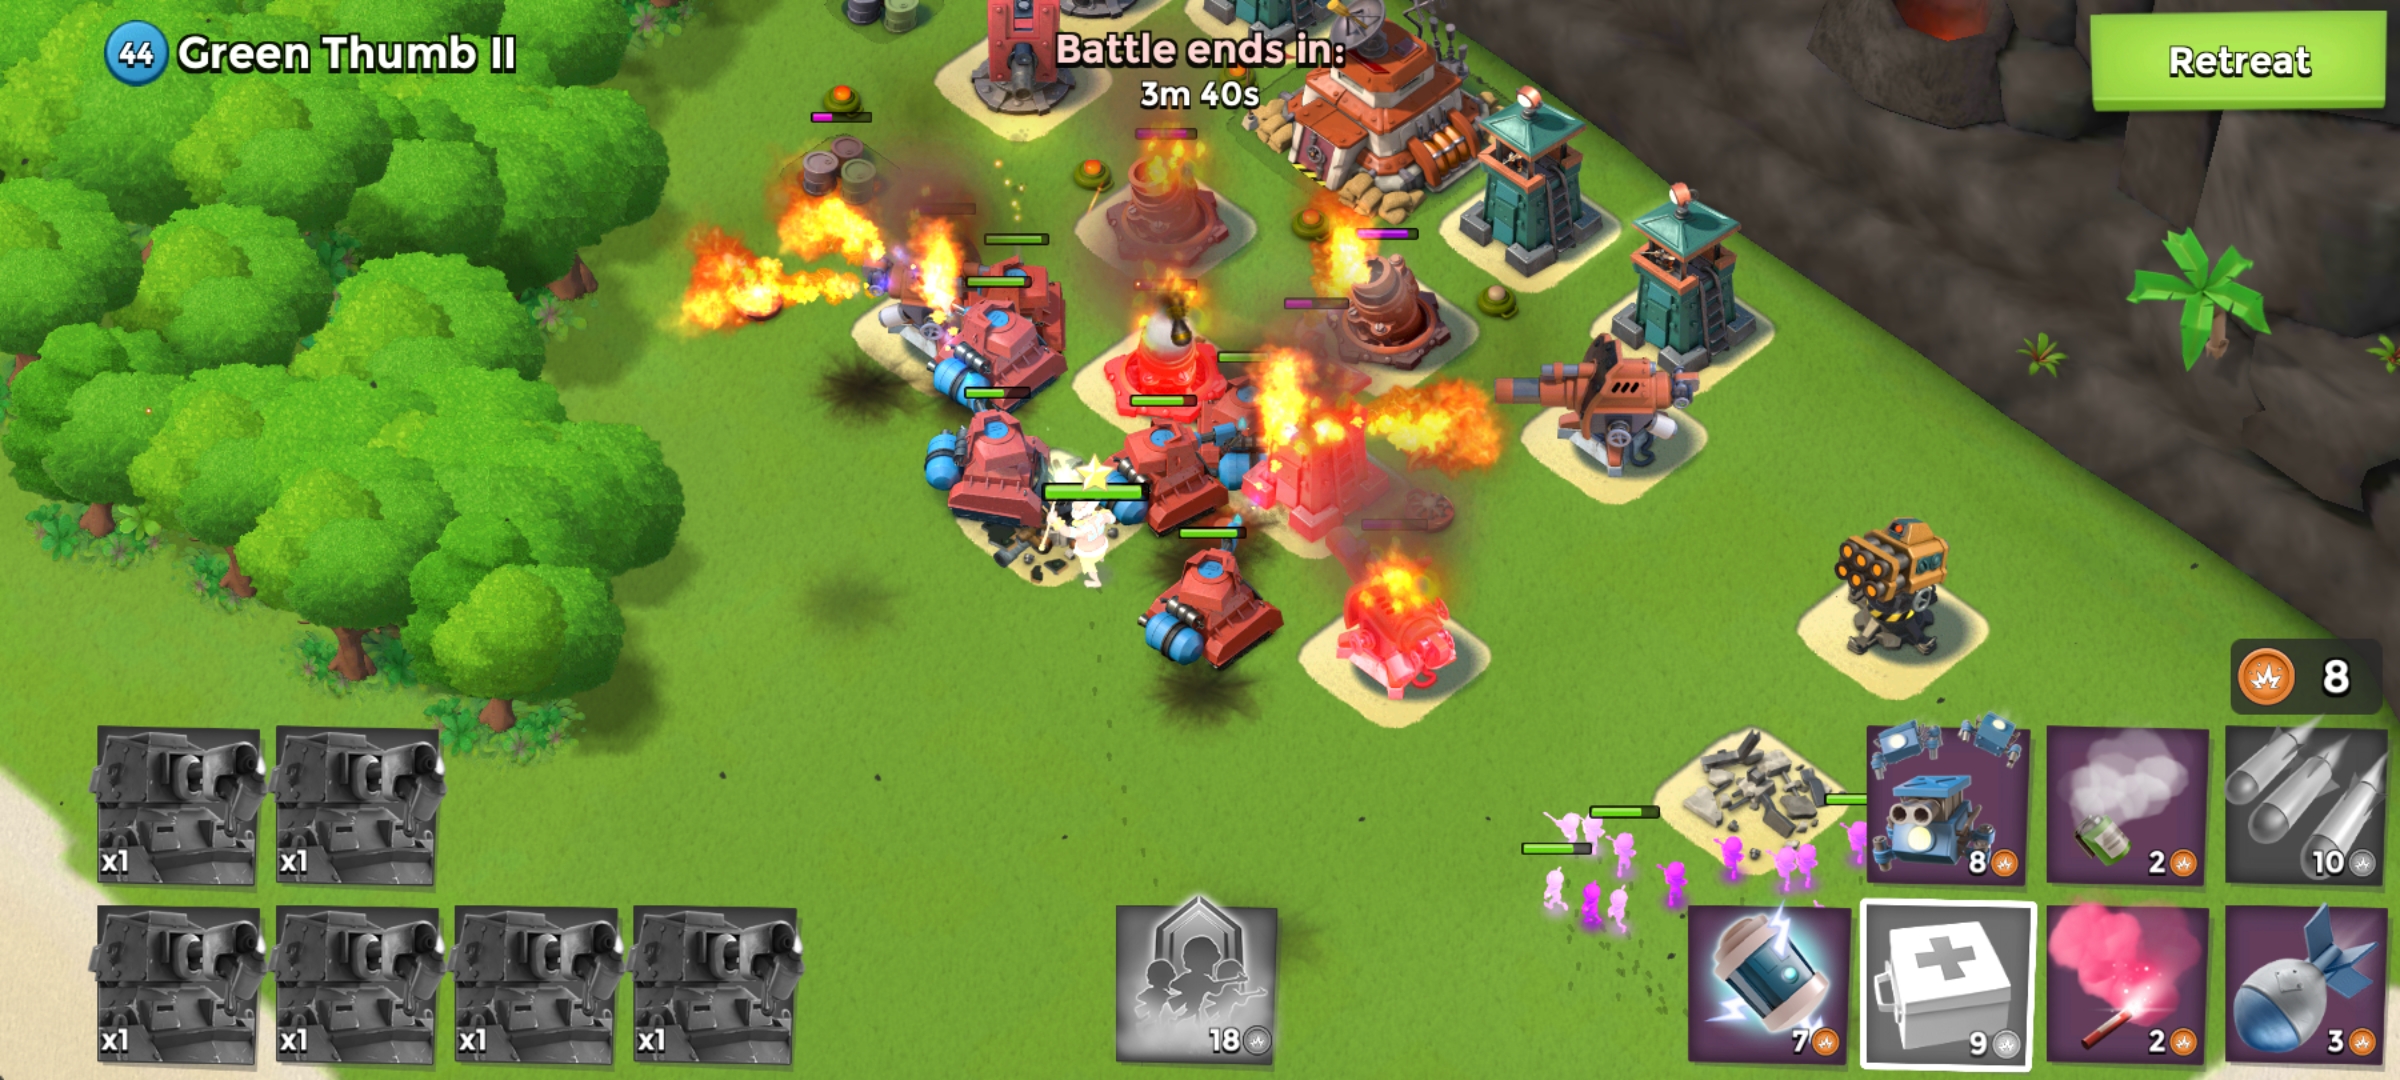 44 Green Thumb II
Battle ends in:
3m 40s
Retreat
8
x1 x1
8 2 10
x1 x1 x1 x1
18 7 9 2 3